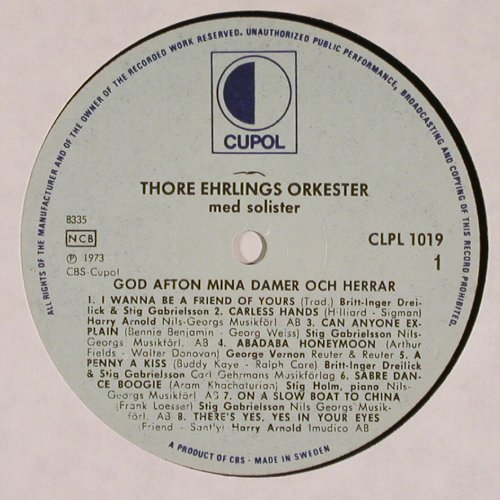 ALL RIGHTS OF THE MANUFACTURER AND OF THE OWNER OF THE RECORDED WORK RESERVED. UNAUTHORIZED PUBLIC PERFORMANCE, BROADCASTING AND COPYING OF THIS RECORD PROHIBITED.
CUPOL
THORE EHRLINGS ORKESTER
med solister
8335
NCB
℗ 1973
CBS-Cupol
CLPL 1019
1
GOD AFTON MINA DAMER OCH HERRAR
1. I WANNA BE A FRIEND OF YOURS (Trad.) Britt-Inger Drei-
lick & Stig Gabrielsson 2. CARLESS HANDS (Hilliard - Sigman)
Harry Arnold Nils-Georgs Musikförl. AB 3. CAN ANYONE EX-
PLAIN (Bennie Benjamin - Georg Weiss) Stig Gabrielsson Nils-
Georgs Musikförl. AB 4. ABADABA HONEYMOON (Arthur
Fields - Walter Donovan) George Vernon Reuter & Reuter 5. A
PENNY A KISS (Buddy Kaye - Ralph Care) Britt-Inger Dreilick
& Stig Gabrielsson Carl Gehrmans Musikförlag 6. SABRE DAN-
CE BOOGIE (Aram Khachaturian) Stig Holm, piano Nils-
Georgs Musikförl. AB 7. ON A SLOW BOAT TO CHINA
(Frank Loesser) Stig Gabrielsson Nils Georgs Musikförl.
AB 8. THERE'S YES, YES IN YOUR EYES
(Friend - Santly) Harry Arnold Imudico AB
A PRODUCT OF CBS - MADE IN SWEDEN